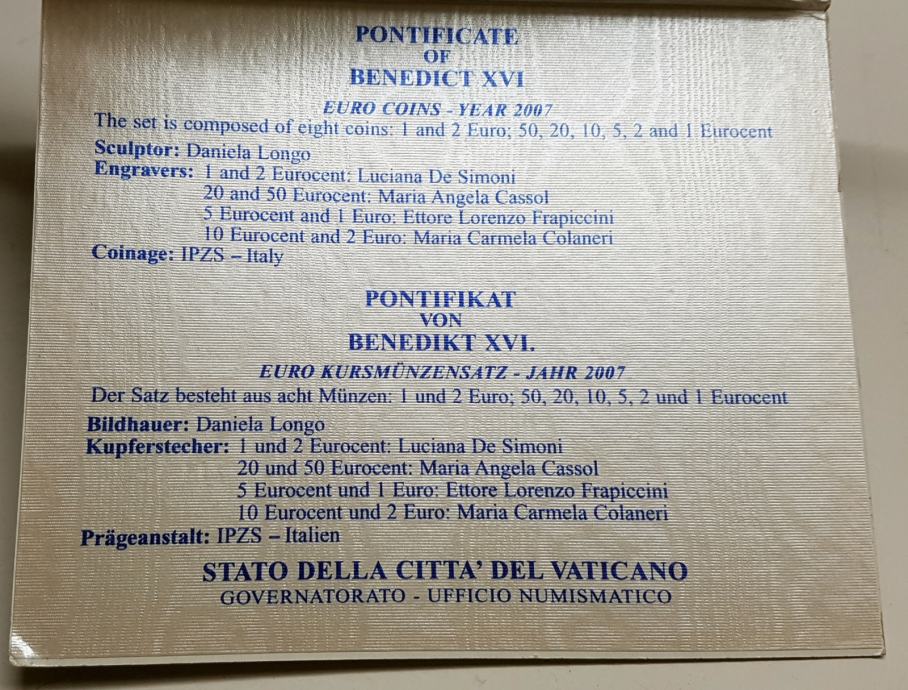 PONTIFICATE
OF
BENEDICT XVI
EURO COINS - YEAR 2007
The set is composed of eight coins: 1 and 2 Euro; 50, 20, 10, 5, 2 and 1 Eurocent
Sculptor: Daniela Longo
Engravers: 1 and 2 Eurocent: Luciana De Simoni
20 and 50 Eurocent: Maria Angela Cassol
5 Eurocent and 1 Euro: Ettore Lorenzo Frapiccini
10 Eurocent and 2 Euro: Maria Carmela Colaneri
Coinage: IPZS – Italy
PONTIFIKAT
VON
BENEDIKT XVI.
EURO KURSMÜNZENSATZ - JAHR 2007
Der Satz besteht aus acht Münzen: 1 und 2 Euro; 50, 20, 10, 5, 2 und 1 Eurocent
Bildhauer: Daniela Longo
Kupferstecher: 1 und 2 Eurocent: Luciana De Simoni
20 und 50 Eurocent: Maria Angela Cassol
5 Eurocent und 1 Euro: Ettore Lorenzo Frapiccini
10 Eurocent und 2 Euro: Maria Carmela Colaneri
Prägeanstalt: IPZS – Italien
STATO DELLA CITTA' DEL VATICANO
GOVERNATORATO - UFFICIO NUMISMATICO